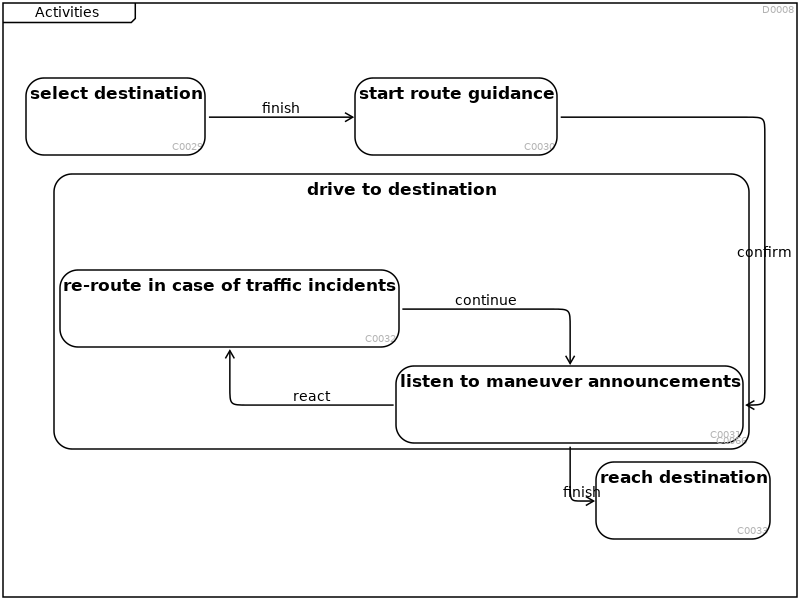 Activities
D0008
select destination
finish
start route guidance
C0029
C0030
drive to destination
confirm
re-route in case of traffic incidents
continue
C0032
listen to maneuver announcements
react
C0031
reach destination
finish
C0033